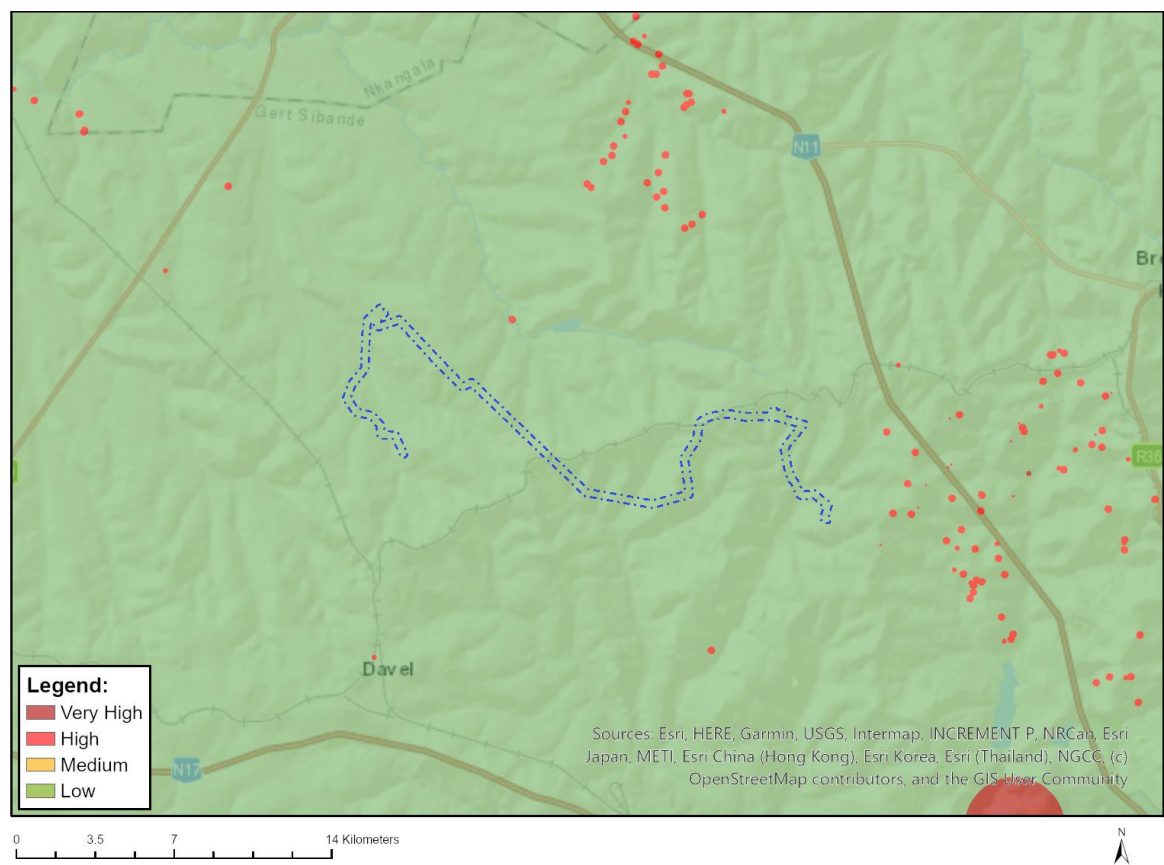 Nkangala
Gert Sibande
N11
Bre
R36
Davel
N17
Legend:
Very High
High
Medium
Low
Sources: Esri, HERE, Garmin, USGS, Intermap, INCREMENT P, NRCan, Esri
Japan, METI, Esri China (Hong Kong), Esri Korea, Esri (Thailand), NGCC, (c)
OpenStreetMap contributors, and the GIS User Community
0 3.5 7 14 Kilometers
N